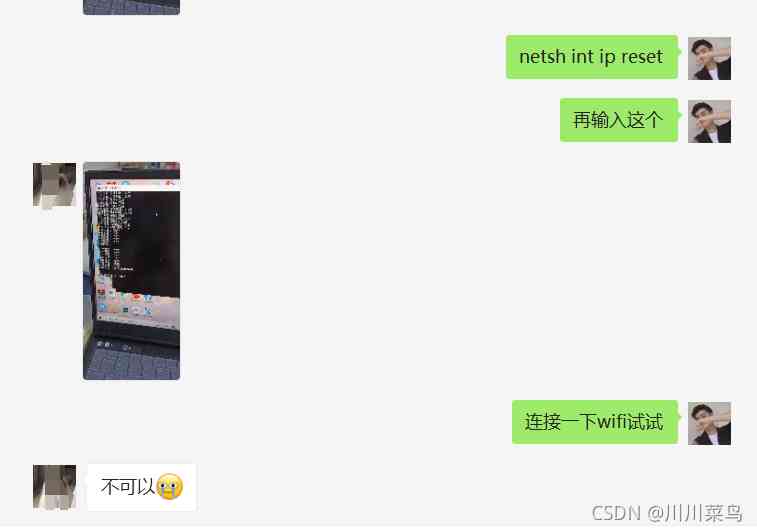 netsh int ip reset
再输入这个
连接一下wifi试试
不可以
CSDN @川川菜鸟